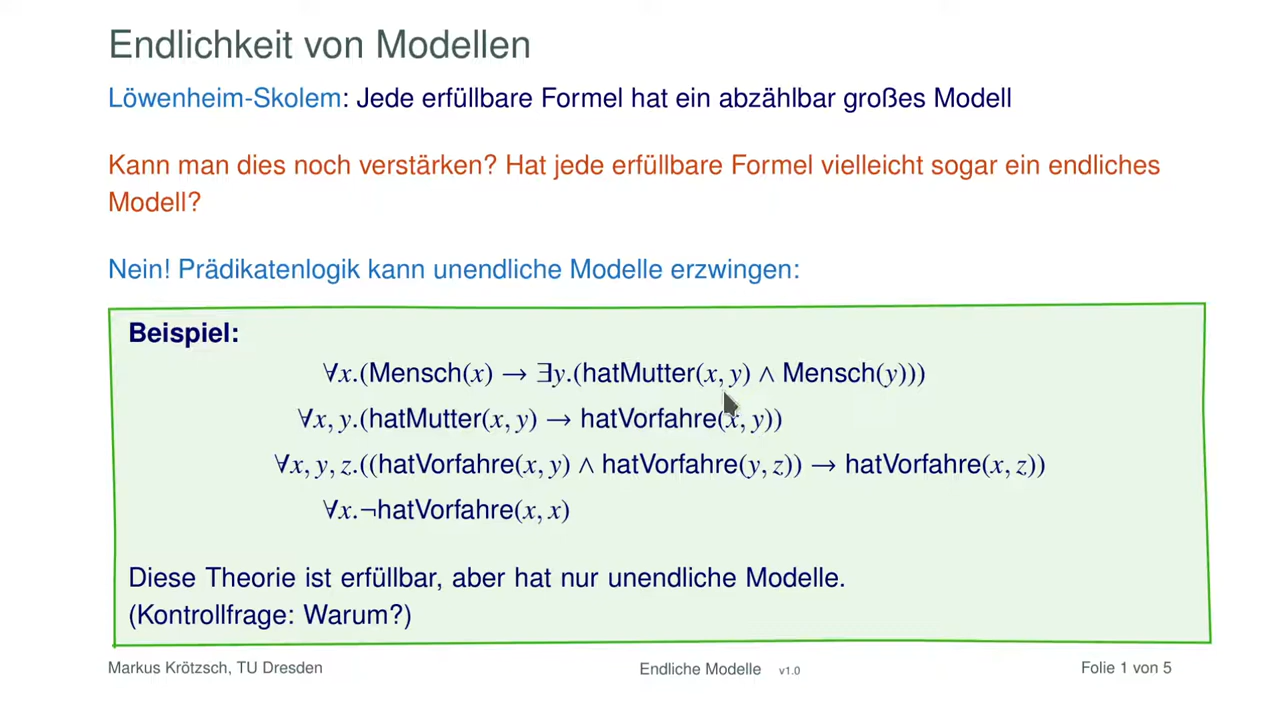 Endlichkeit von Modellen
Löwenheim-Skolem: Jede erfüllbare Formel hat ein abzählbar großes Modell
Kann man dies noch verstärken? Hat jede erfüllbare Formel vielleicht sogar ein endliches
Modell?
Nein! Prädikatenlogik kann unendliche Modelle erzwingen:
Beispiel:
∀x.(Mensch(x) → ∃y.(hatMutter(x, y) ∧ Mensch(y)))
∀x, y.(hatMutter(x, y) → hatVorfahre(x, y))
∀x, y, z.((hatVorfahre(x, y) ∧ hatVorfahre(y, z)) → hatVorfahre(x, z))
∀x.¬hatVorfahre(x, x)
Diese Theorie ist erfüllbar, aber hat nur unendliche Modelle.
(Kontrollfrage: Warum?)
Markus Krötzsch, TU Dresden Endliche Modelle v1.0 Folie 1 von 5